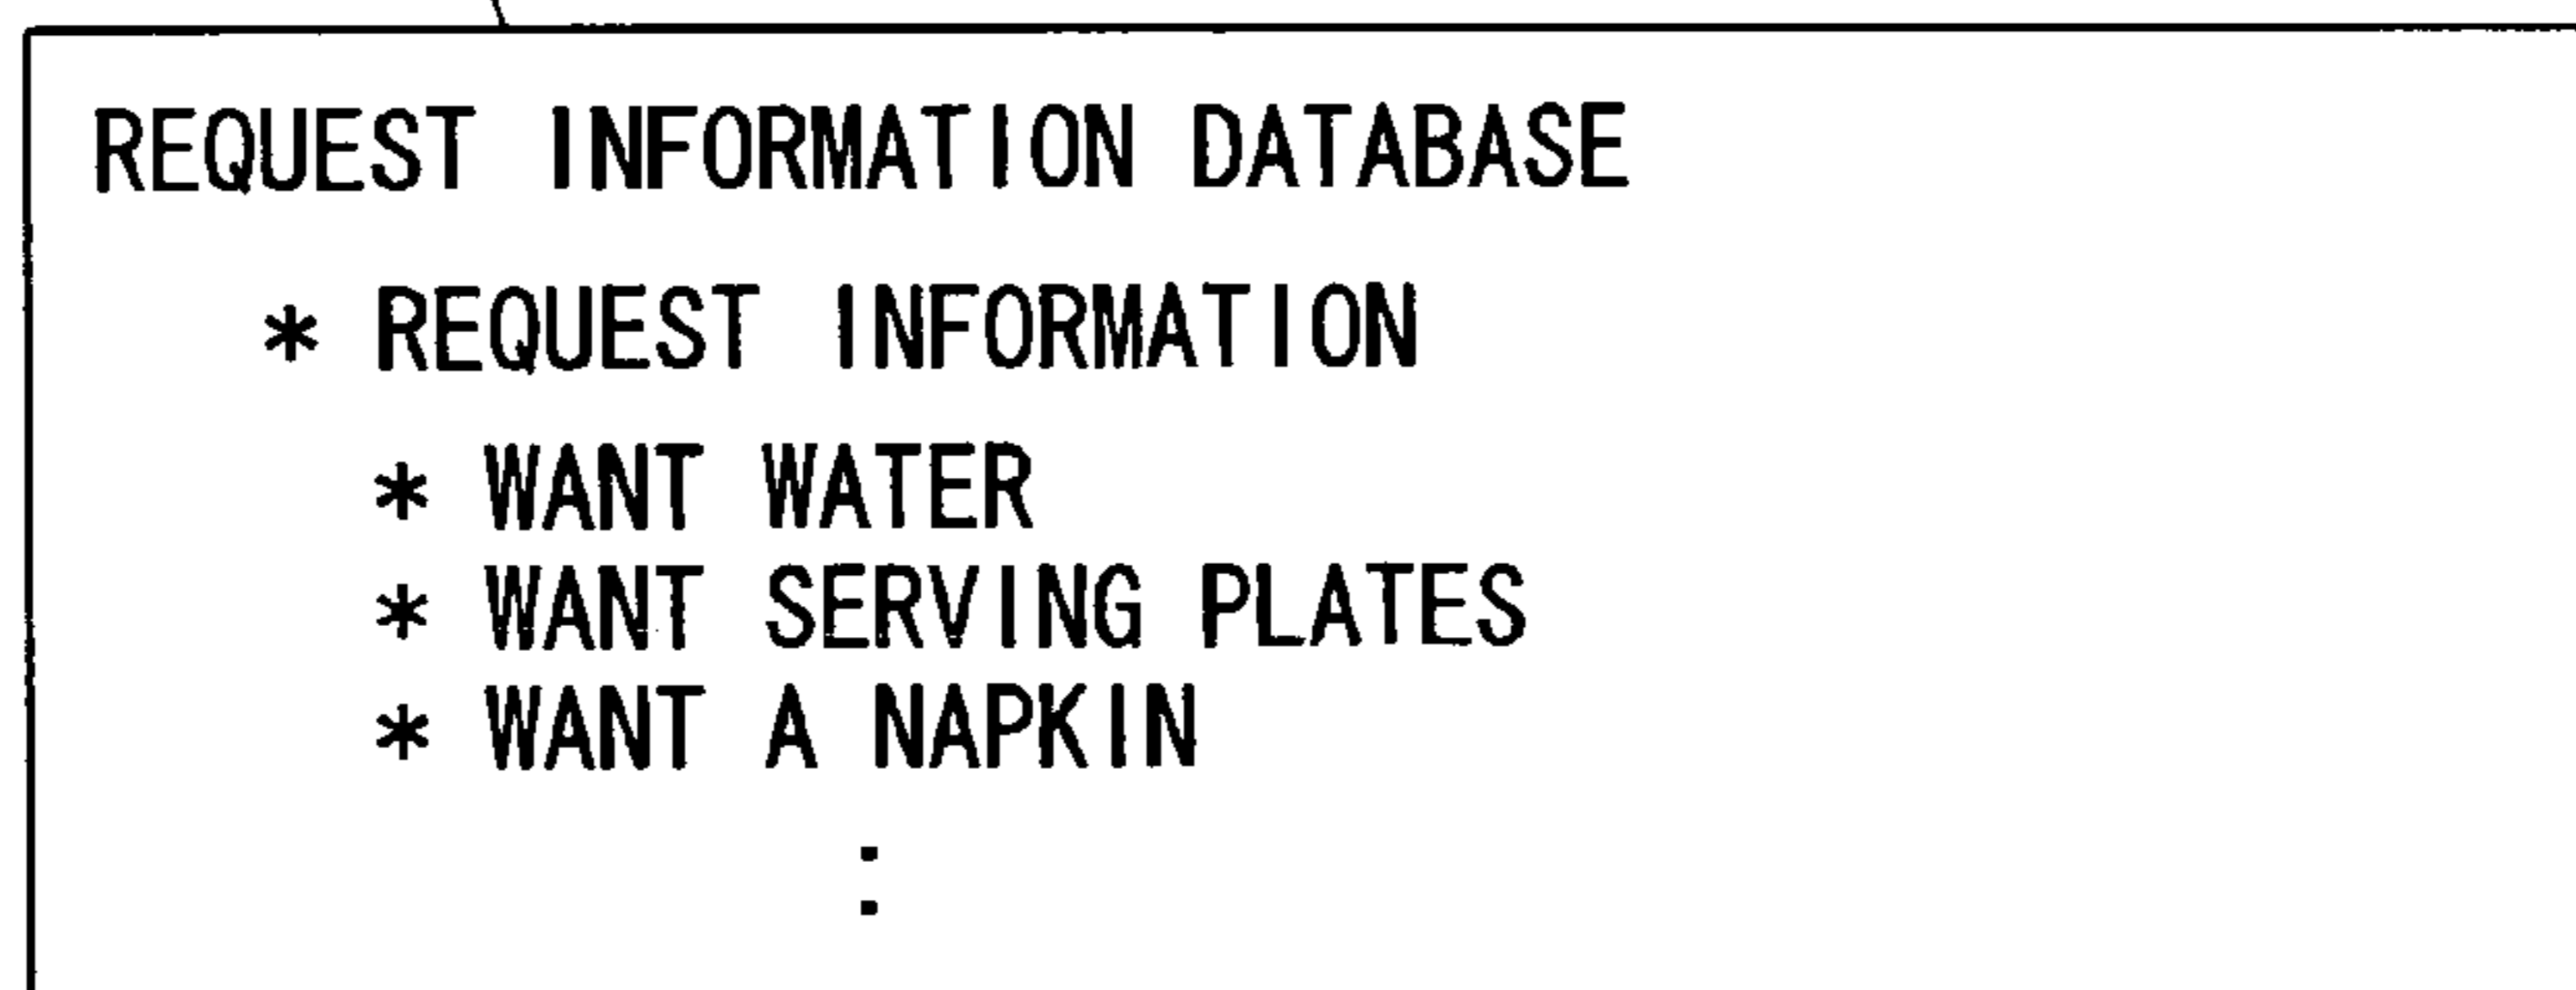 REQUEST INFORMATION DATABASE
* REQUEST INFORMATION
* WANT WATER
* WANT SERVING PLATES
* WANT A NAPKIN
: